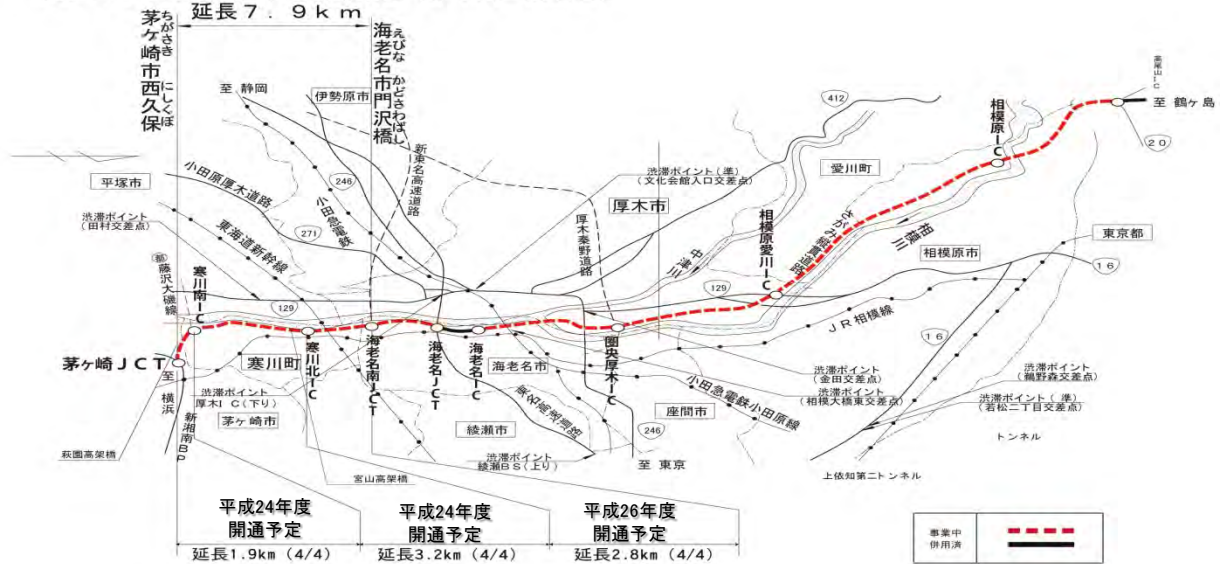 延長7.9km
茅ヶ崎市西久保
ちがさき にしくぼ
海老名市門沢橋
えびな かどさわばし
至 静岡
伊勢原市
平塚市
小田原厚木道路
246
小田急電鉄
新東名高速道路
渋滞ポイント(準)
(文化会館入口交差点)
412
愛川町
相模原IC
高尾山IC
至 鶴ヶ島
20
渋滞ポイント
(田村交差点)
東海道新幹線
271
厚木市
厚木秦野道路
中津川
相模原愛川IC
さがみ縦貫道路
相模川
相模原市
東京都
16
藤沢大磯線
寒川南IC
129
129
JR相模線
16
茅ヶ崎JCT
至 横浜
寒川町
寒川北IC
海老名南JCT
海老名JCT
海老名IC
海老名市
圏央厚木IC
渋滞ポイント
(金田交差点)
渋滞ポイント
(鵜野森交差点)
渋滞ポイント
厚木IC(下り)
新湘南BP
茅ヶ崎市
東名高速道路
綾瀬市
座間市
小田急電鉄小田原線
渋滞ポイント
(相模大橋東交差点)
渋滞ポイント(準)
(若松二丁目交差点)
トンネル
246
萩園高架橋
宮山高架橋
渋滞ポイント
綾瀬BS(上り)
至 東京
上依知第二トンネル
平成24年度
開通予定
平成24年度
開通予定
平成26年度
開通予定
延長1.9km(4/4)
延長3.2km(4/4)
延長2.8km(4/4)
事業中
併用済